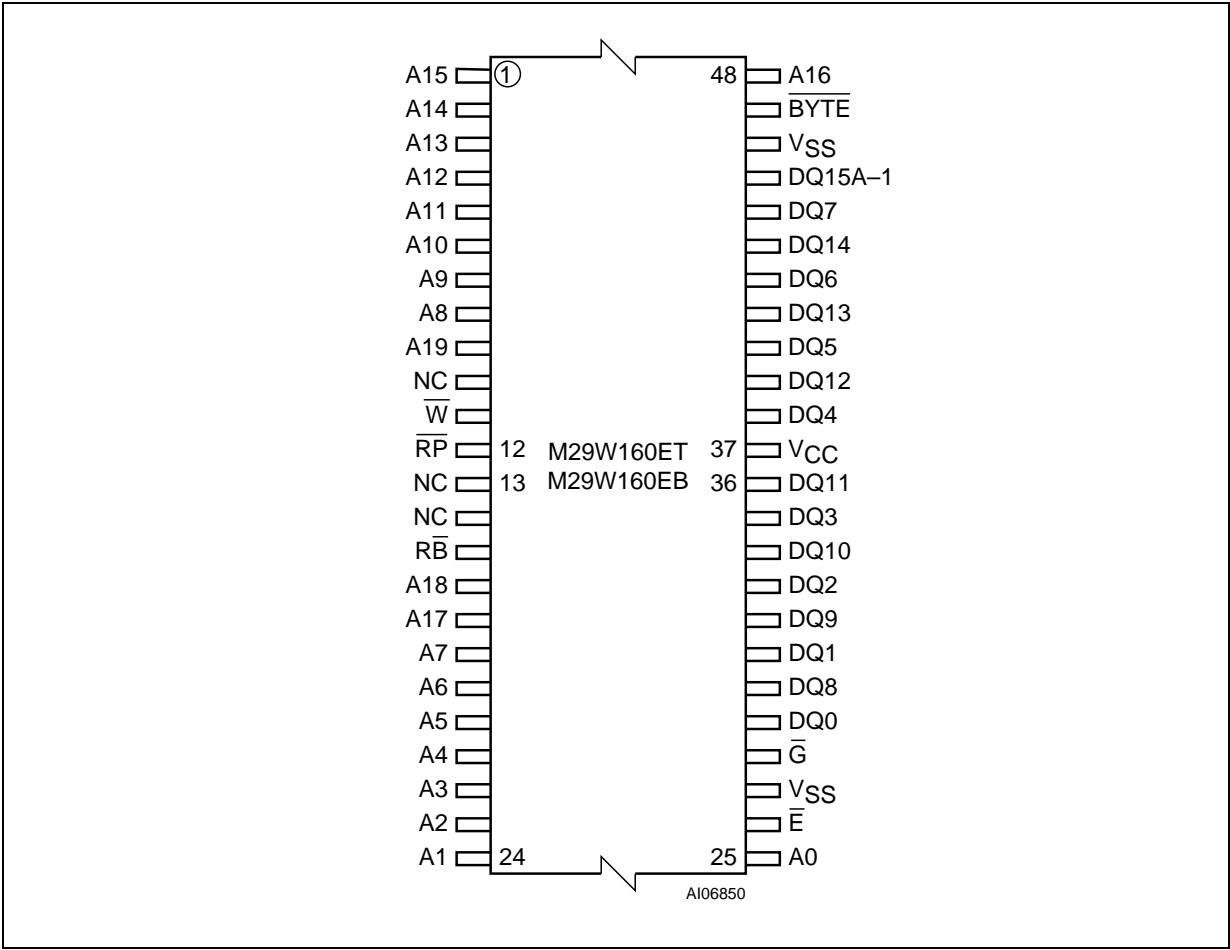 A15 ① 48 A16
A14 B̅Y̅T̅E̅
A13 VSS
A12 DQ15A–1
A11 DQ7
A10 DQ14
A9 DQ6
A8 DQ13
A19 DQ5
NC DQ12
W̅ DQ4
R̅P̅ 12 M29W160ET 37 VCC
NC 13 M29W160EB 36 DQ11
NC DQ3
RB̅ DQ10
A18 DQ2
A17 DQ9
A7 DQ1
A6 DQ8
A5 DQ0
A4 G̅
A3 VSS
A2 E̅
A1 24 25 A0
AI06850